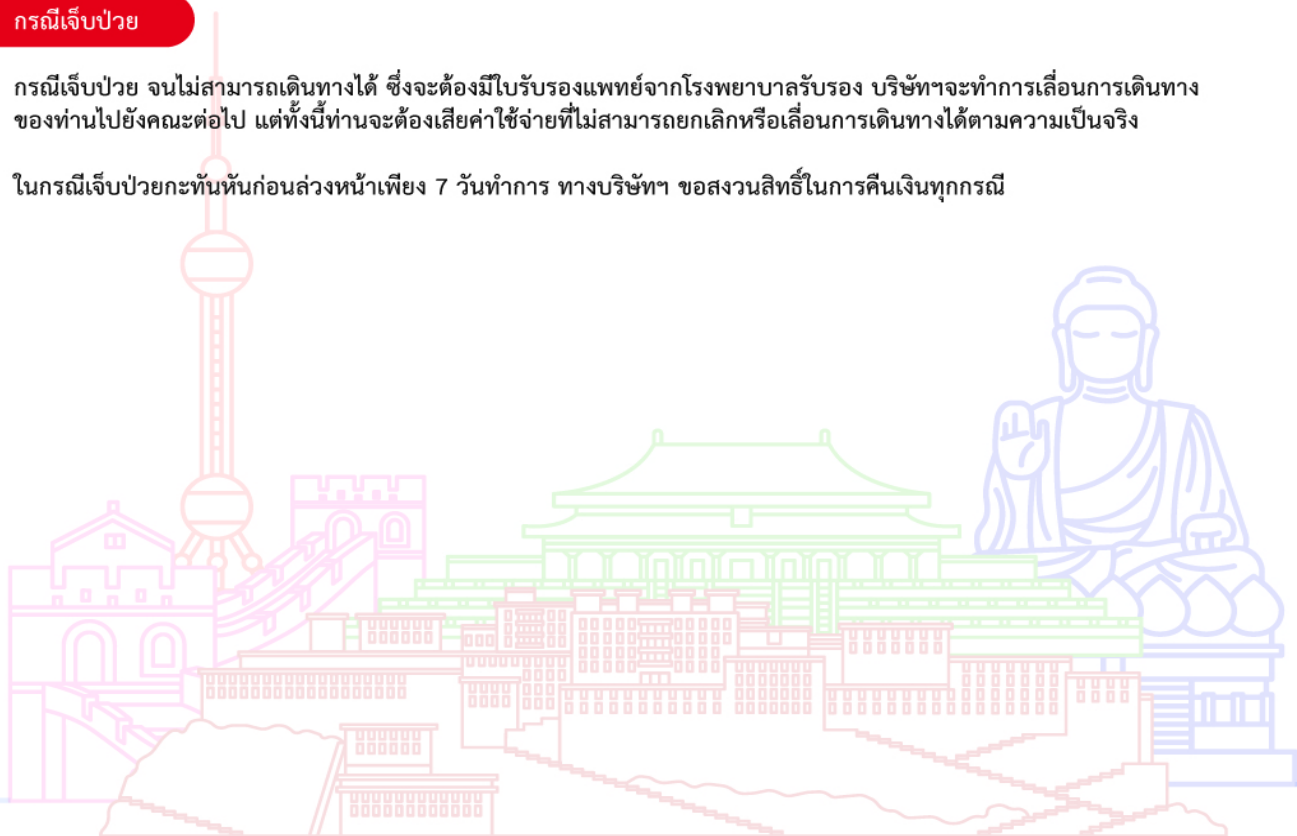 กรณีเจ็บป่วย
กรณีเจ็บป่วย จนไม่สามารถเดินทางได้ ซึ่งจะต้องมีใบรับรองแพทย์จากโรงพยาบาลรับรอง บริษัทฯจะทำการเลื่อนการเดินทาง
ของท่านไปยังคณะต่อไป แต่ทั้งนี้ท่านจะต้องเสียค่าใช้จ่ายที่ไม่สามารถยกเลิกหรือเลื่อนการเดินทางได้ตามความเป็นจริง
ในกรณีเจ็บป่วยกะทันหันก่อนล่วงหน้าเพียง 7 วันทำการ ทางบริษัทฯ ขอสงวนสิทธิ์ในการคืนเงินทุกกรณี